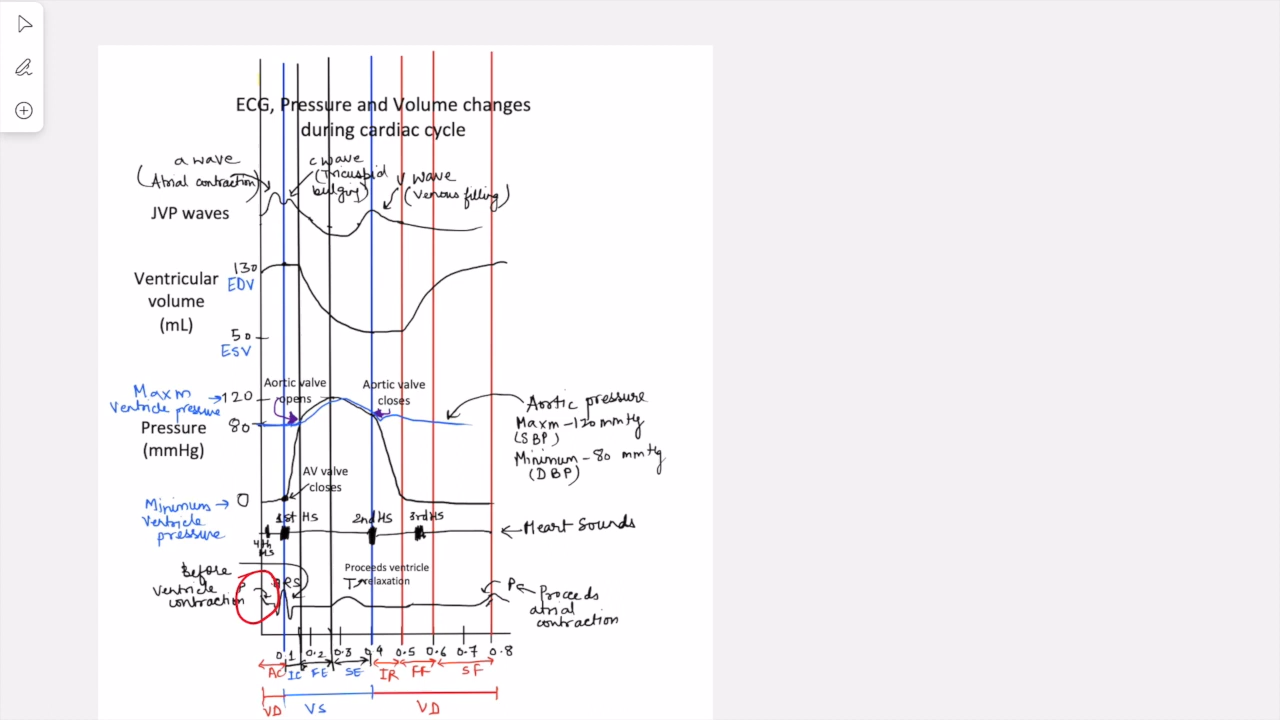 ECG, Pressure and Volume changes
during cardiac cycle
a wave
(Atrial contraction)
c wave
(Tricuspid
bulging)
V wave
(Venous filling)
JVP waves
Ventricular
volume
(mL)
130
EDV
50
ESV
Aortic valve
opens
Aortic valve
closes
Maxm
Ventricle pressure
120
80
Pressure
(mmHg)
Aortic pressure
Maxm - 120 mmHg
(SBP)
Minimum - 80 mmHg
(DBP)
AV valve
closes
0
Minimum
Ventricle
pressure
1st HS
2nd HS
3rd HS
4th
HS
Heart Sounds
Before
Ventricle
contraction
QRS
Proceeds ventricle
relaxation
T
P
Proceeds
atrial
contraction
0.1 0.2 0.3 0.4 0.5 0.6 0.7 0.8
AC IC FE SE IR FF SF
VD VS VD